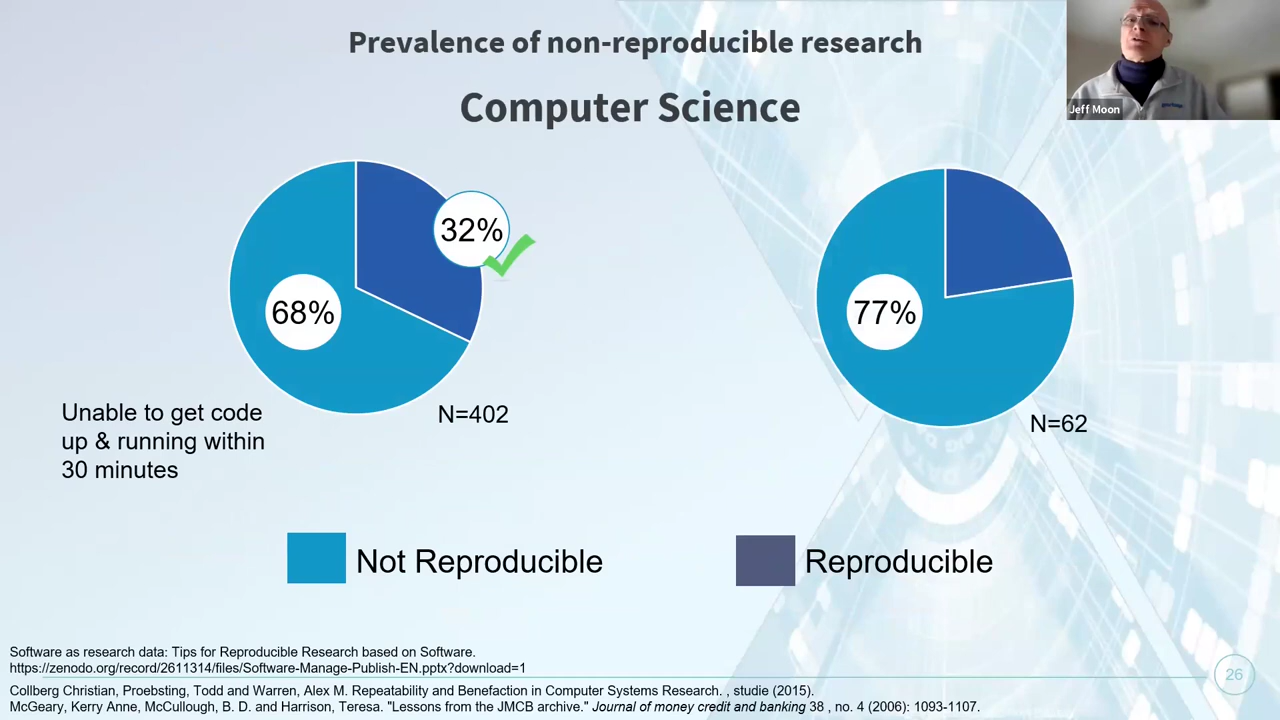 Prevalence of non-reproducible research
Jeff Moon
Computer Science
32%
68%
77%
Unable to get code
up & running within
30 minutes
N=402
N=62
Not Reproducible
Reproducible
Software as research data: Tips for Reproducible Research based on Software.
https://zenodo.org/record/2611314/files/Software-Manage-Publish-EN.pptx?download=1
26
Collberg Christian, Proebsting, Todd and Warren, Alex M. Repeatability and Benefaction in Computer Systems Research. , studie (2015).
McGeary, Kerry Anne, McCullough, B. D. and Harrison, Teresa. "Lessons from the JMCB archive." Journal of money credit and banking 38 , no. 4 (2006): 1093-1107.